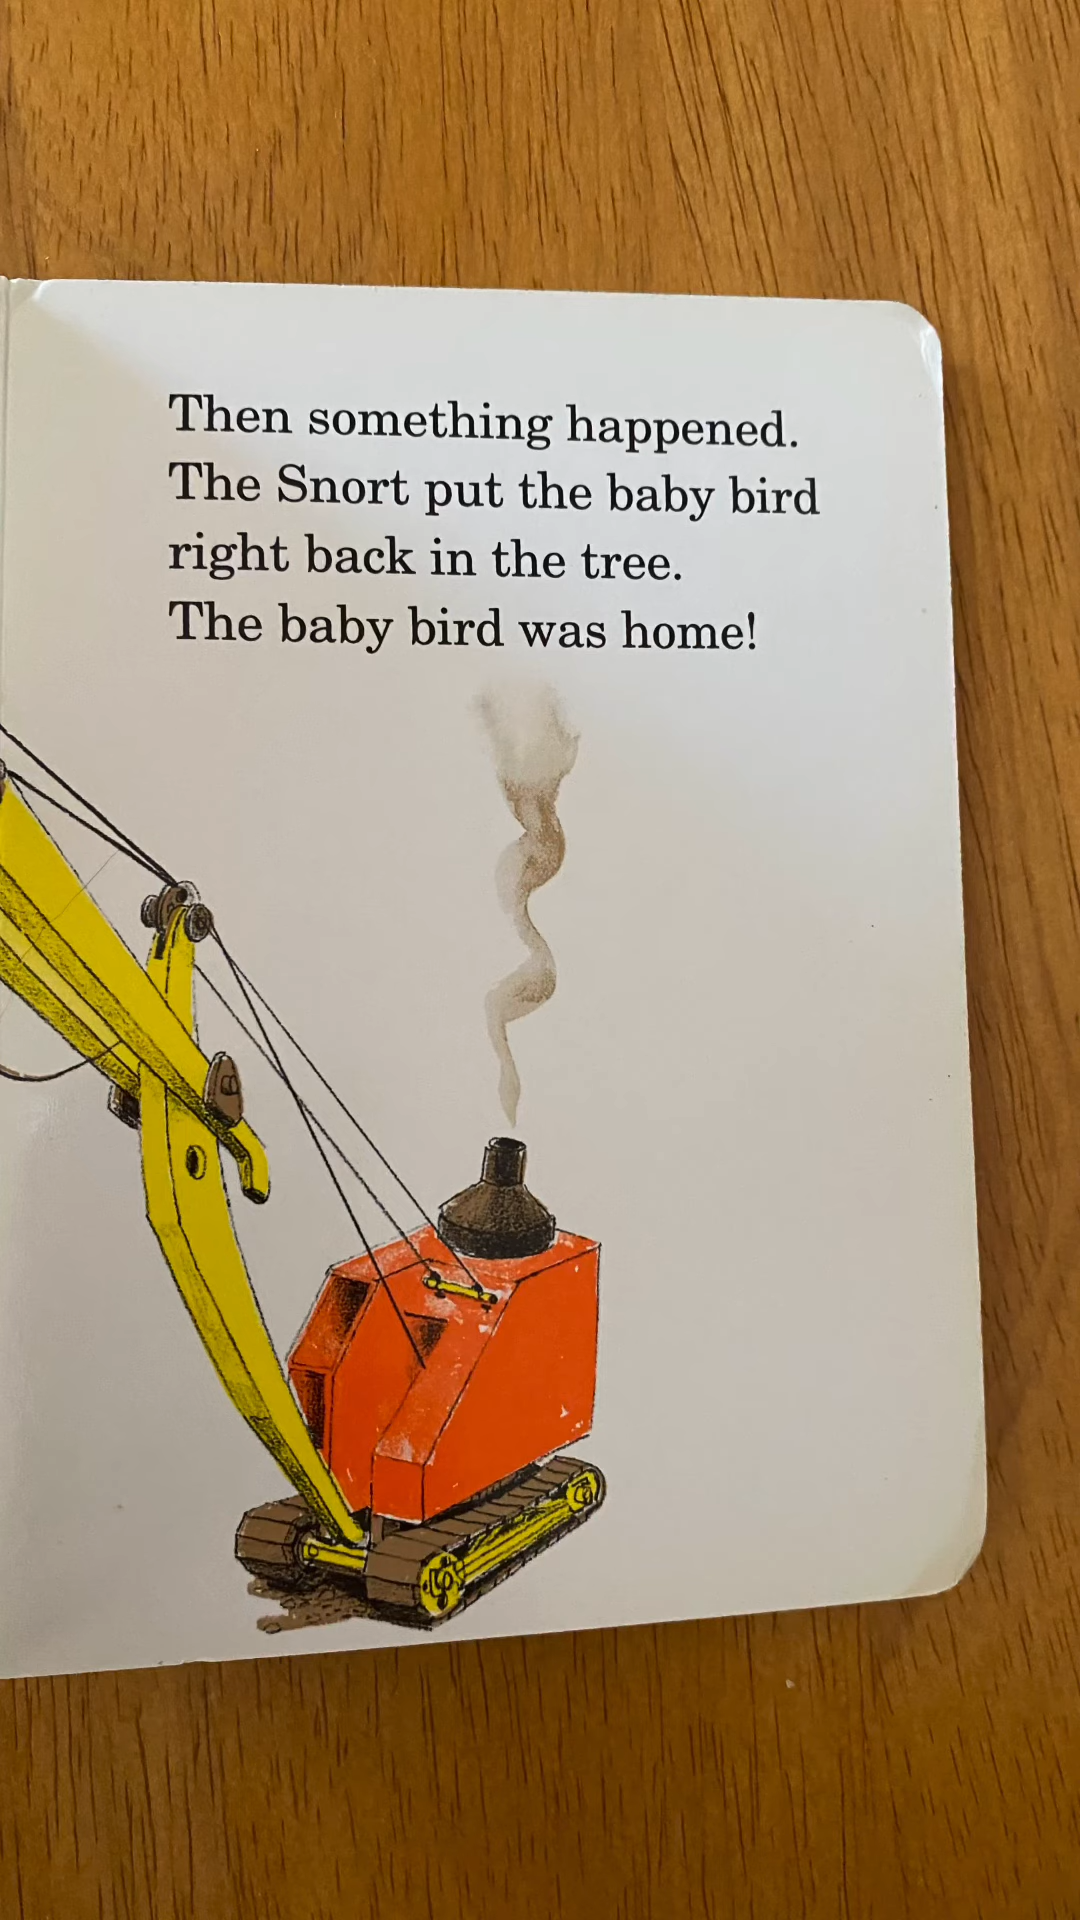 Then something happened.
The Snort put the baby bird
right back in the tree.
The baby bird was home!